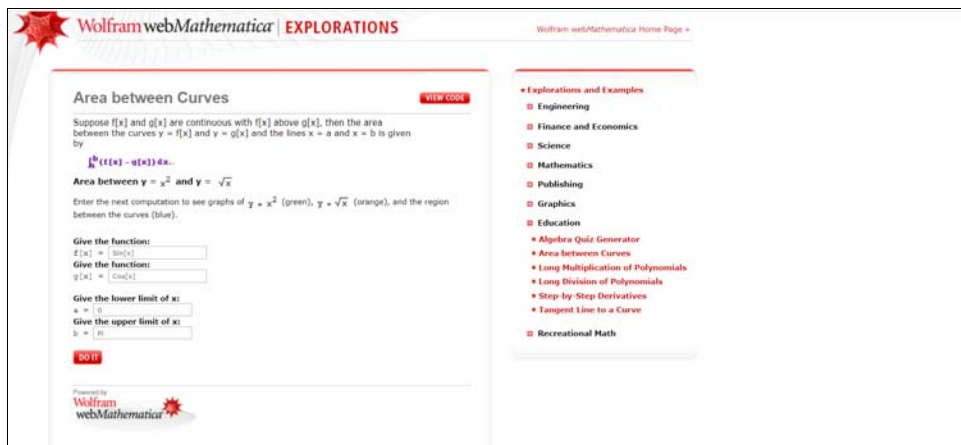 Wolfram webMathematica | EXPLORATIONS
Wolfram webMathematica Home Page »
Area between Curves
VIEW CODE
Suppose f[x] and g[x] are continuous with f[x] above g[x], then the area
between the curves y = f[x] and y = g[x] and the lines x = a and x = b is given
by
∫ₐᵇ(f[x] - g[x]) dx.
Area between y = x² and y = √x
Enter the next computation to see graphs of y = x² (green), y = √x (orange), and the region
between the curves (blue).
Give the function:
f[x] = Sin[x]
Give the function:
g[x] = Cos[x]
Give the lower limit of x:
a = 0
Give the upper limit of x:
b = Pi
DO IT
Powered by
Wolfram
webMathematica
Explorations and Examples
Engineering
Finance and Economics
Science
Mathematics
Publishing
Graphics
Education
Algebra Quiz Generator
Area between Curves
Long Multiplication of Polynomials
Long Division of Polynomials
Step-by-Step Derivatives
Tangent Line to a Curve
Recreational Math